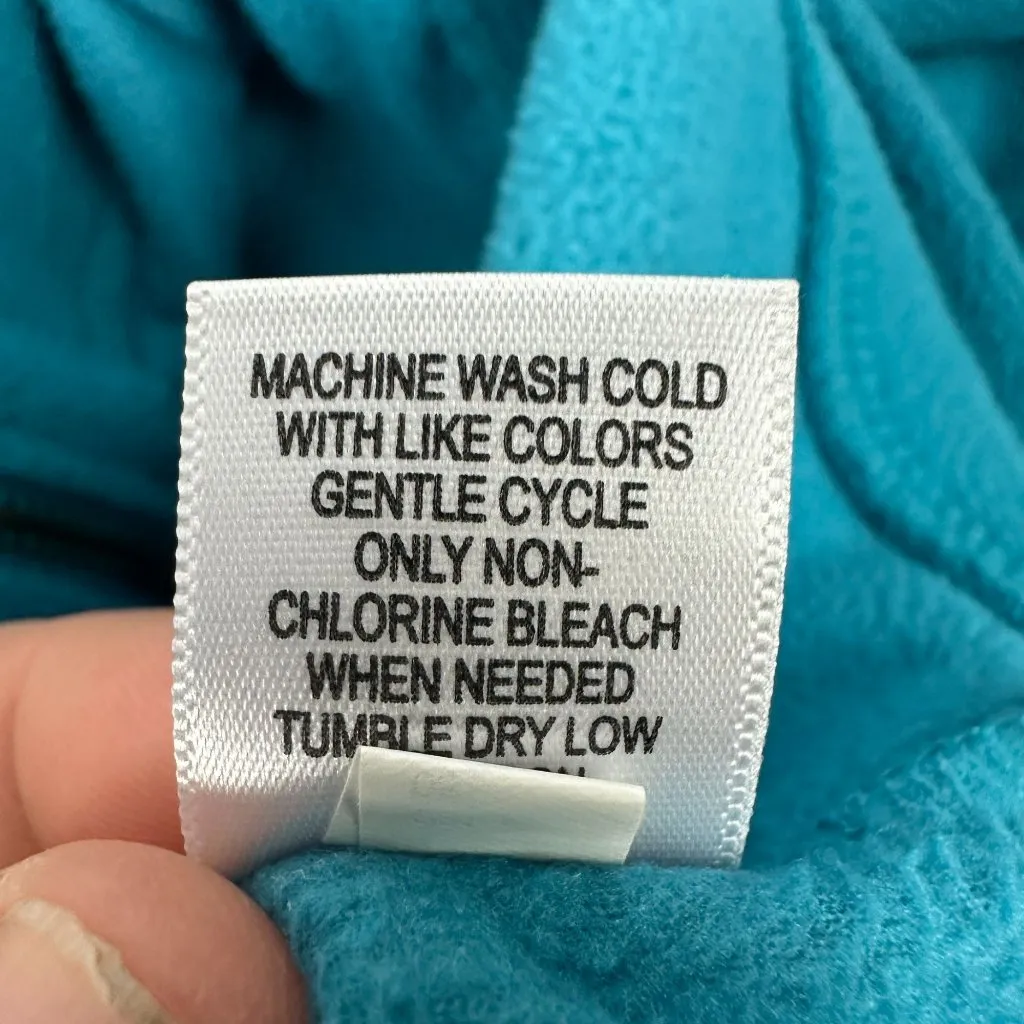 MACHINE WASH COLD
WITH LIKE COLORS
GENTLE CYCLE
ONLY NON-
CHLORINE BLEACH
WHEN NEEDED
TUMBLE DRY LOW